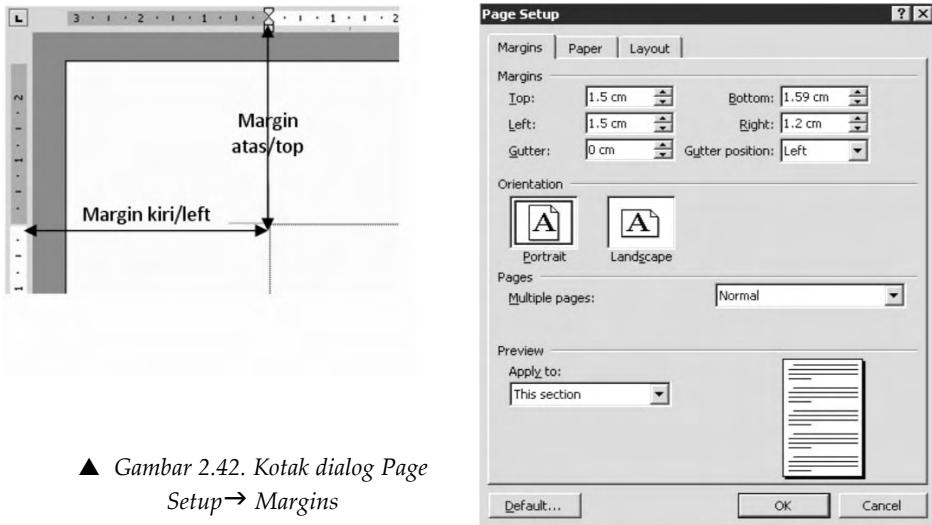 L 3 · ı · 2 · ı · 1 · ı · · ı · 1 · ı · 2
2 · 1 · · 1
Margin
atas/top
Margin kiri/left
▲ Gambar 2.42. Kotak dialog Page
Setup→ Margins
Page Setup ? X
Margins Paper Layout
Margins
Top: 1.5 cm Bottom: 1.59 cm
Left: 1.5 cm Right: 1.2 cm
Gutter: 0 cm Gutter position: Left
Orientation
A A
Portrait Landscape
Pages
Multiple pages: Normal
Preview
Apply to:
This section
Default... OK Cancel